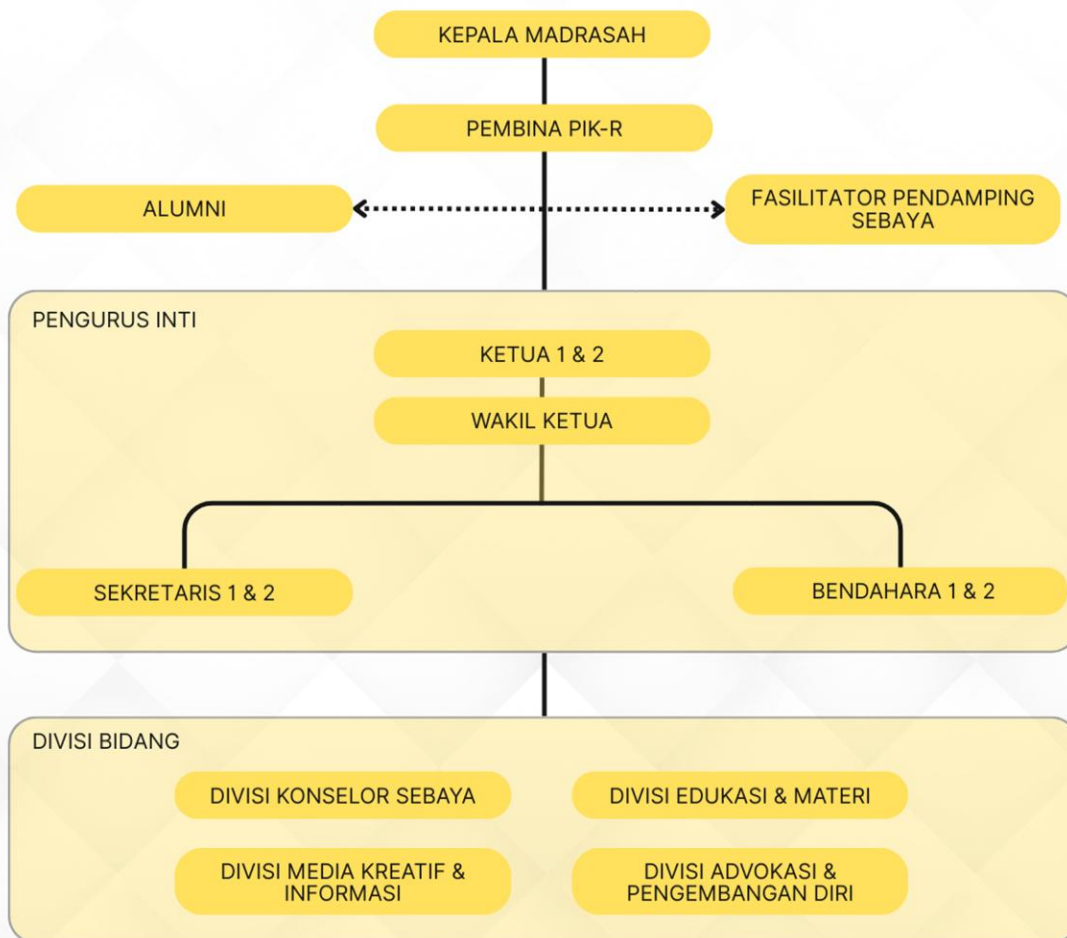 KEPALA MADRASAH
PEMBINA PIK-R
ALUMNI
FASILITATOR PENDAMPING
SEBAYA
PENGURUS INTI
KETUA 1 & 2
WAKIL KETUA
SEKRETARIS 1 & 2
BENDAHARA 1 & 2
DIVISI BIDANG
DIVISI KONSELOR SEBAYA
DIVISI EDUKASI & MATERI
DIVISI MEDIA KREATIF &
INFORMASI
DIVISI ADVOKASI &
PENGEMBANGAN DIRI